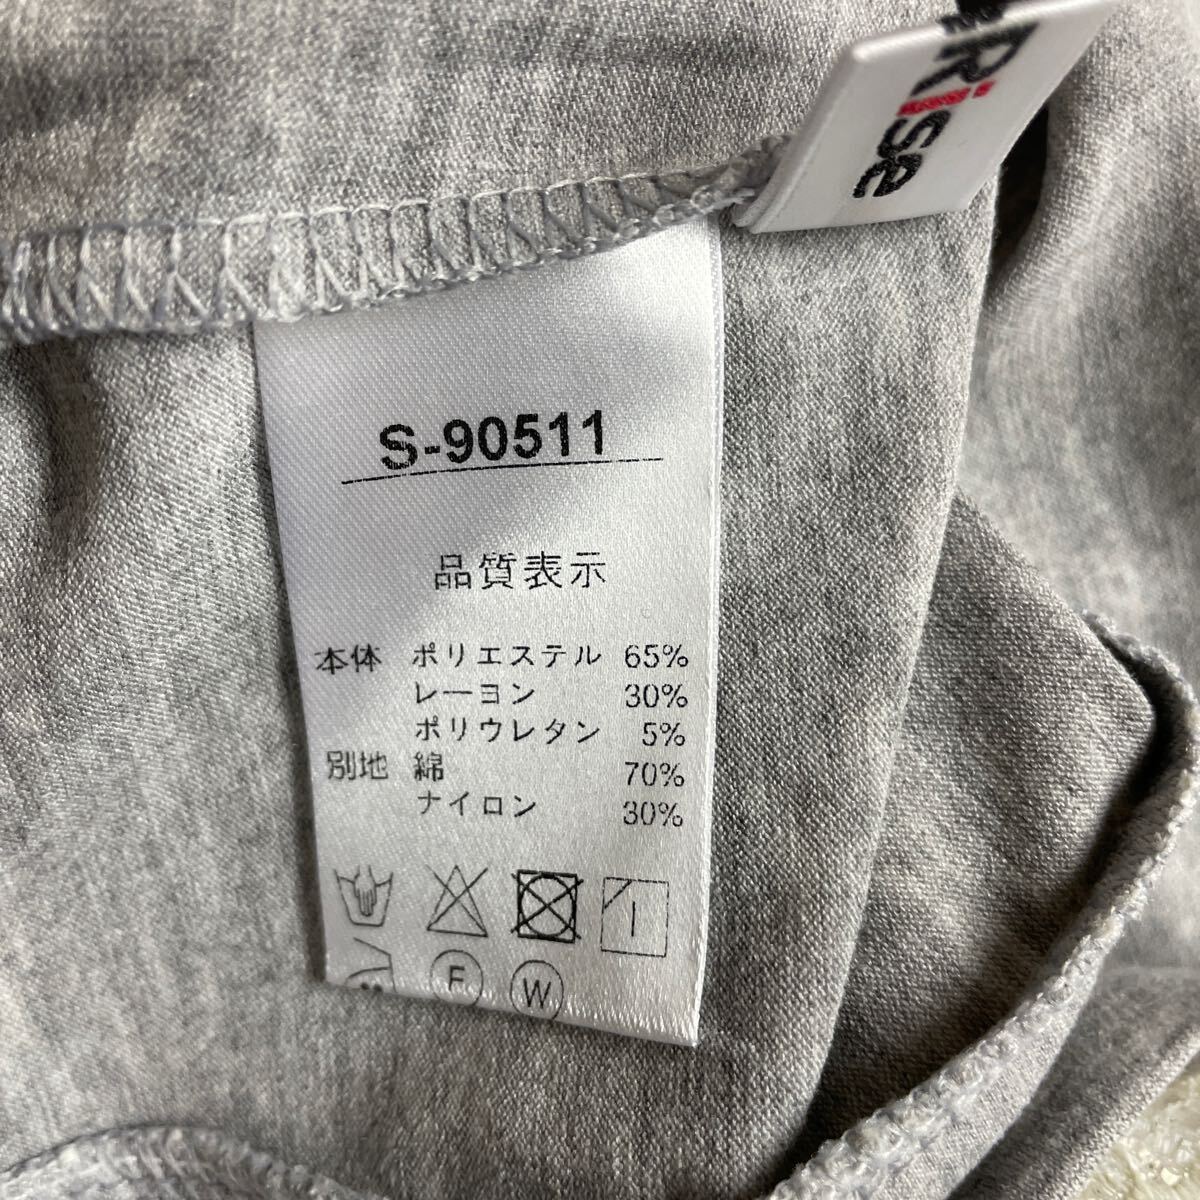 Rise
S-90511
品質表示
本体 ポリエステル 65%
レーヨン 30%
ポリウレタン 5%
別地 綿 70%
ナイロン 30%
F W